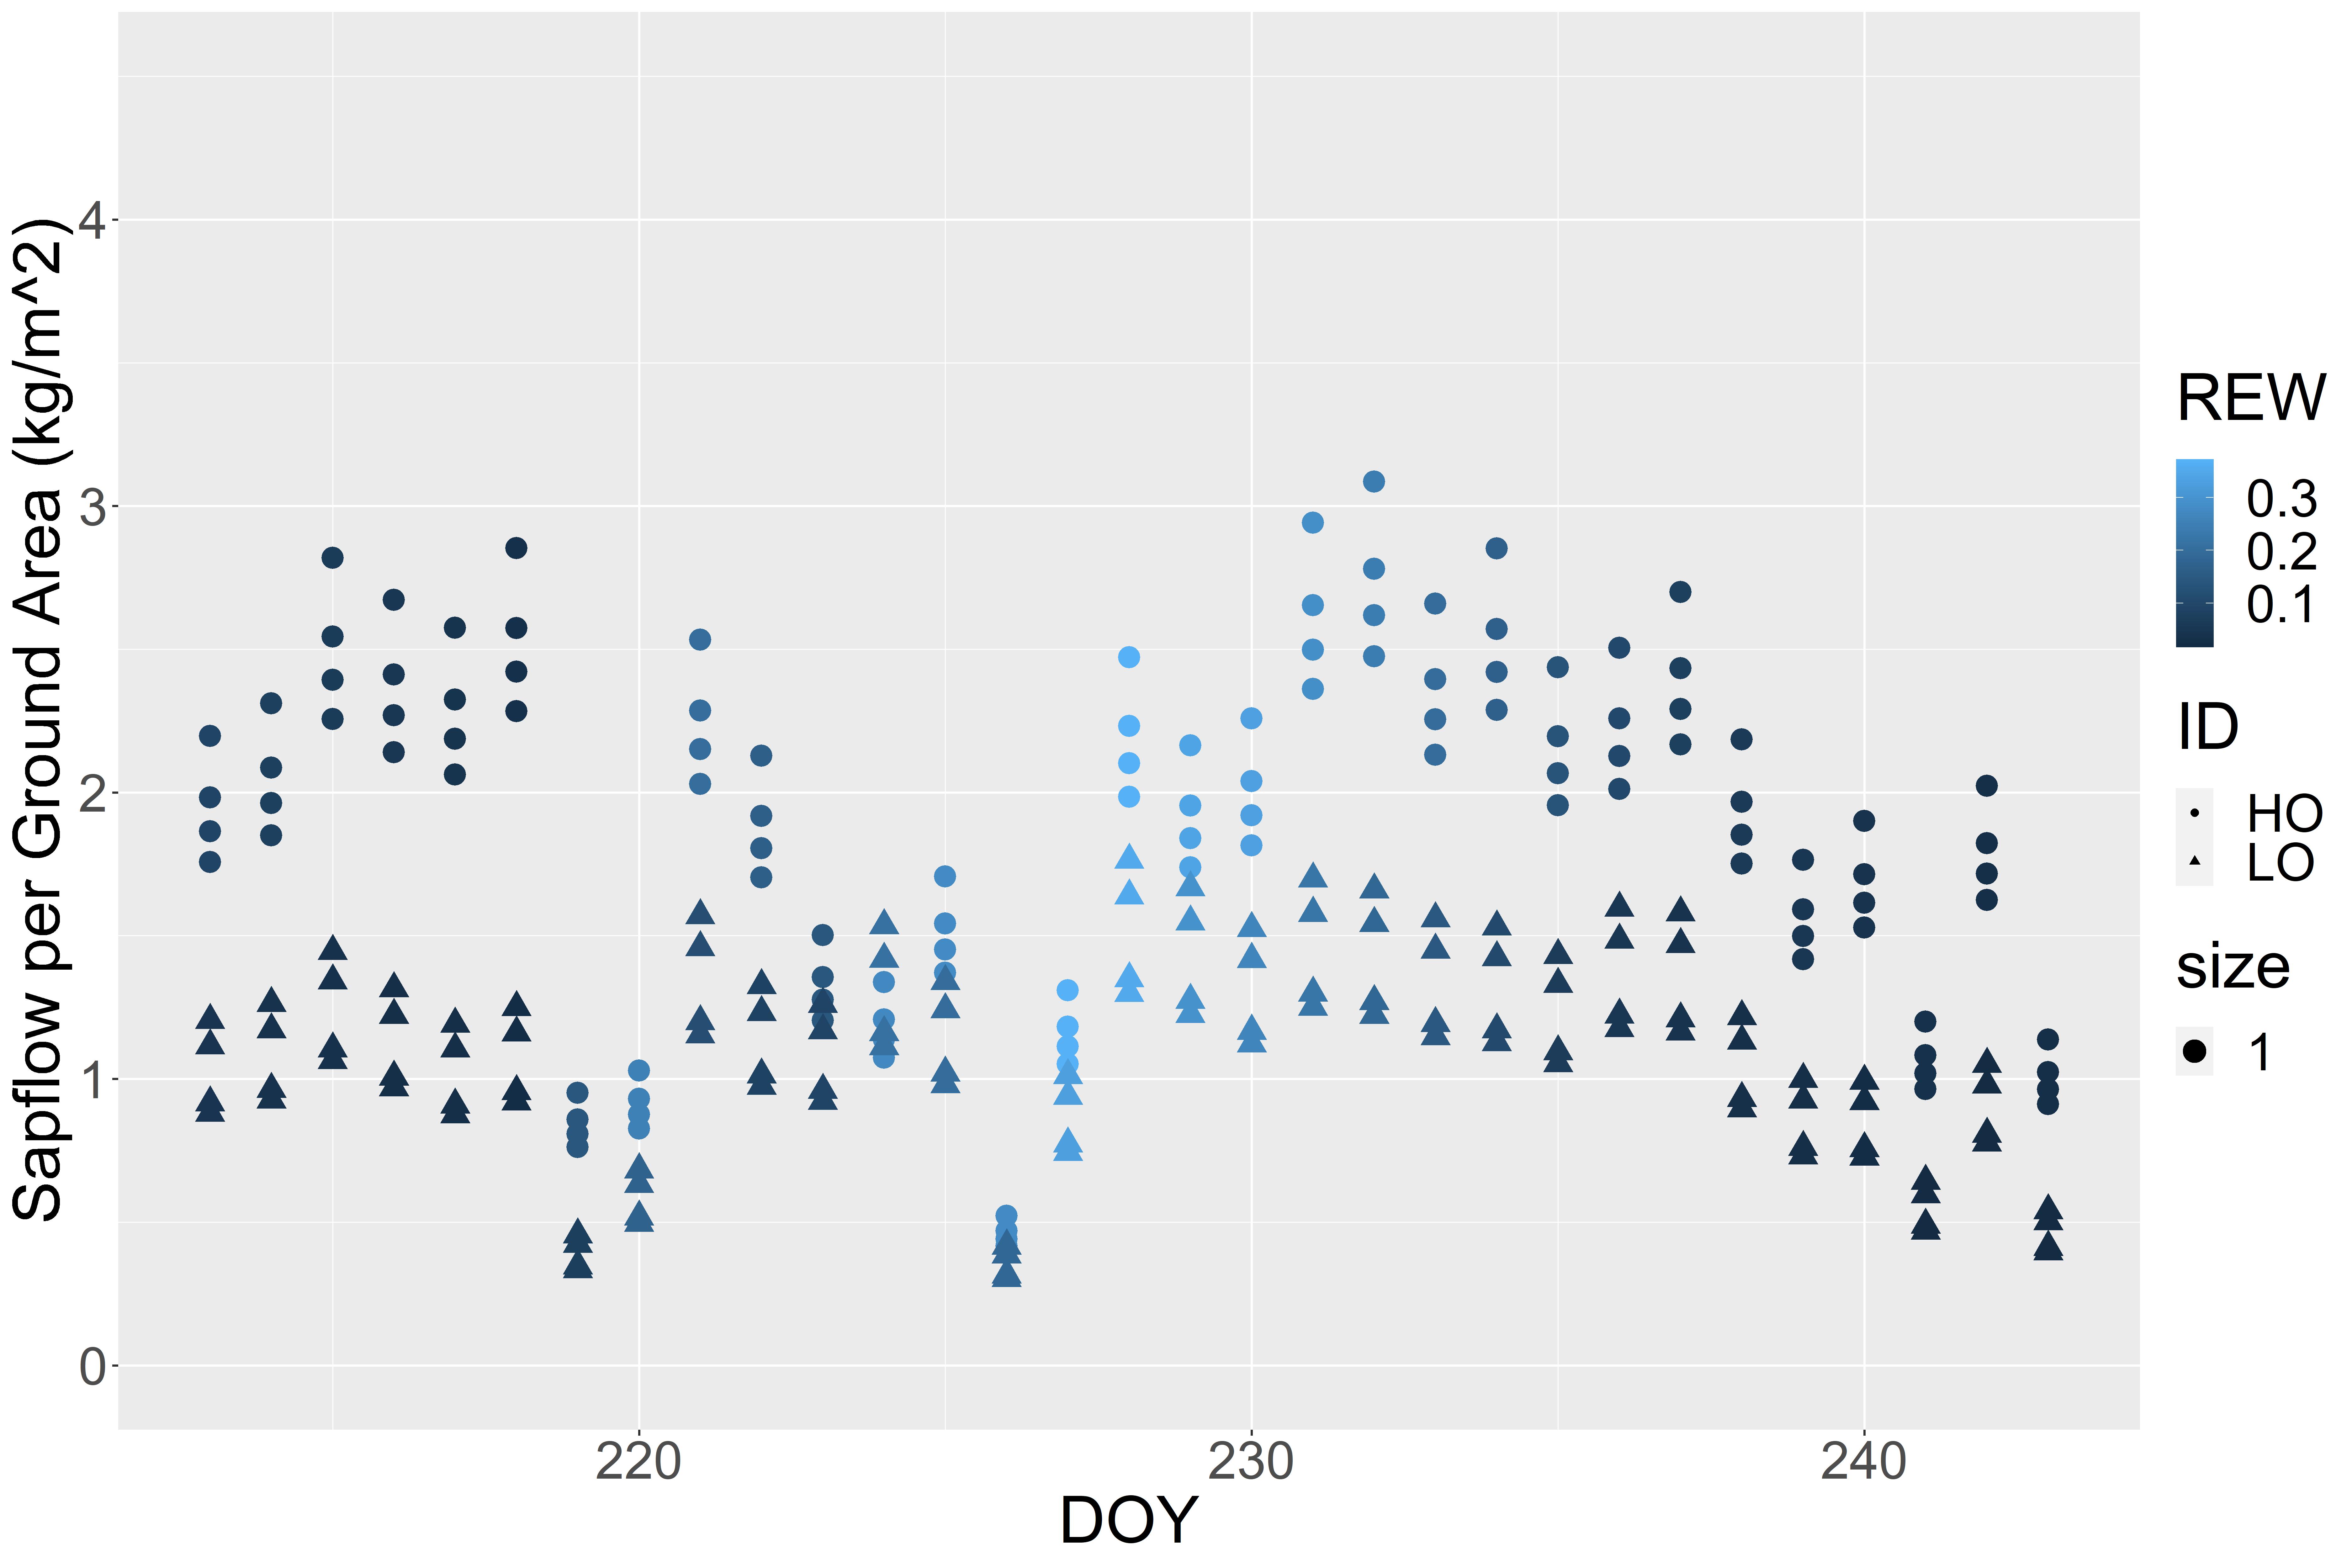 Sapflow per Ground Area (kg/m^2)
4
3
2
1
0
220
230
240
DOY
REW
0.3
0.2
0.1
ID
HO
LO
size
1